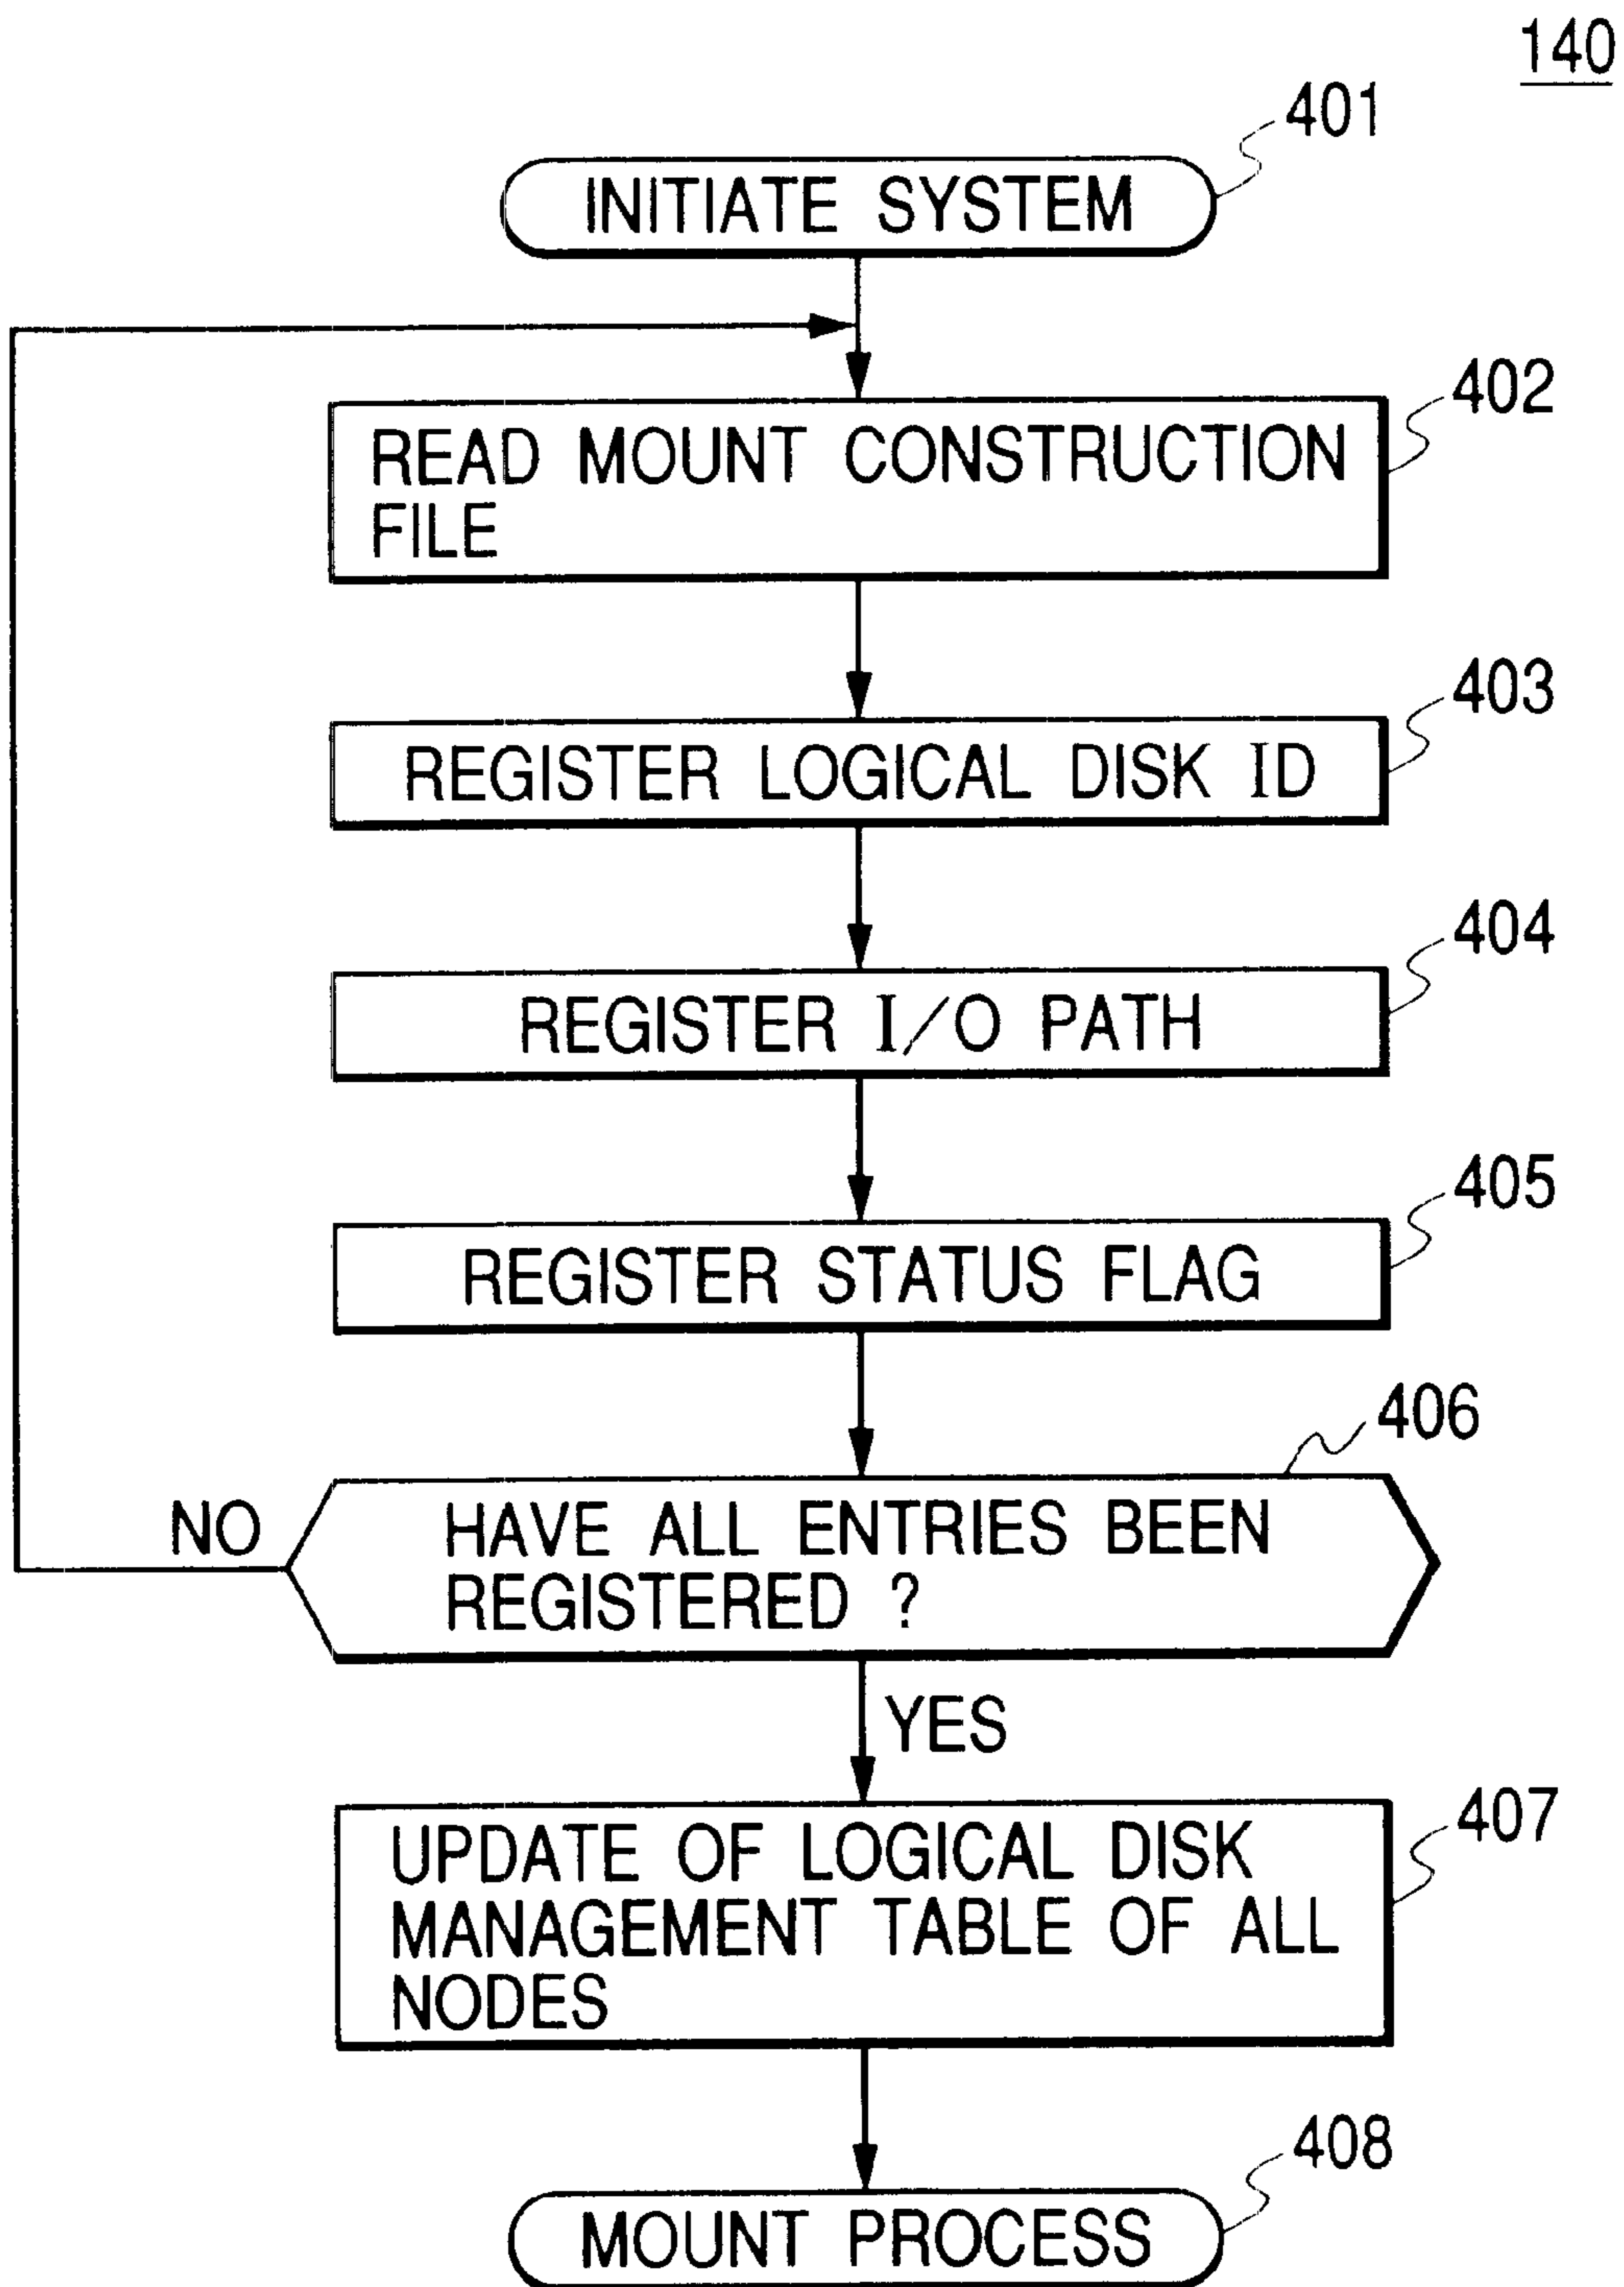 140
401
INITIATE SYSTEM
402
READ MOUNT CONSTRUCTION
FILE
403
REGISTER LOGICAL DISK ID
404
REGISTER I/O PATH
405
REGISTER STATUS FLAG
406
NO
HAVE ALL ENTRIES BEEN
REGISTERED ?
YES
407
UPDATE OF LOGICAL DISK
MANAGEMENT TABLE OF ALL
NODES
408
MOUNT PROCESS